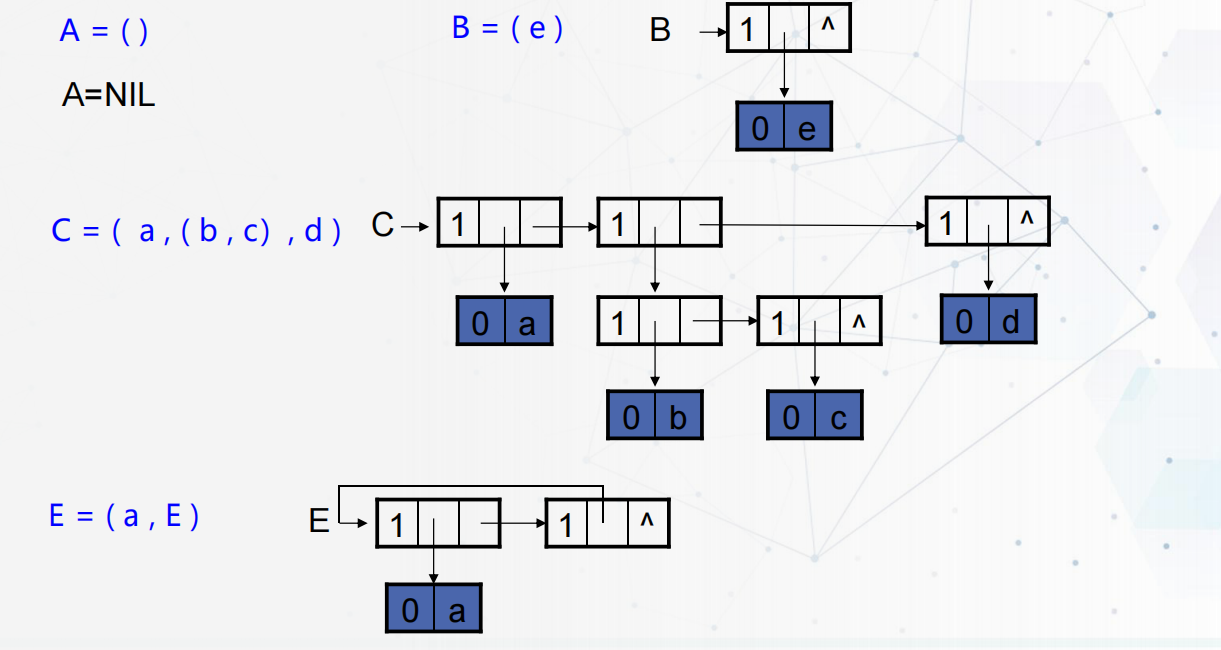 A = ( )
B = ( e )
B
1 ^
A=NIL
0 e
C = ( a , ( b , c ) , d )
C
1
1
1 ^
0 a
1
1 ^
0 d
0 b
0 c
E = ( a , E )
E
1
1 ^
0 a